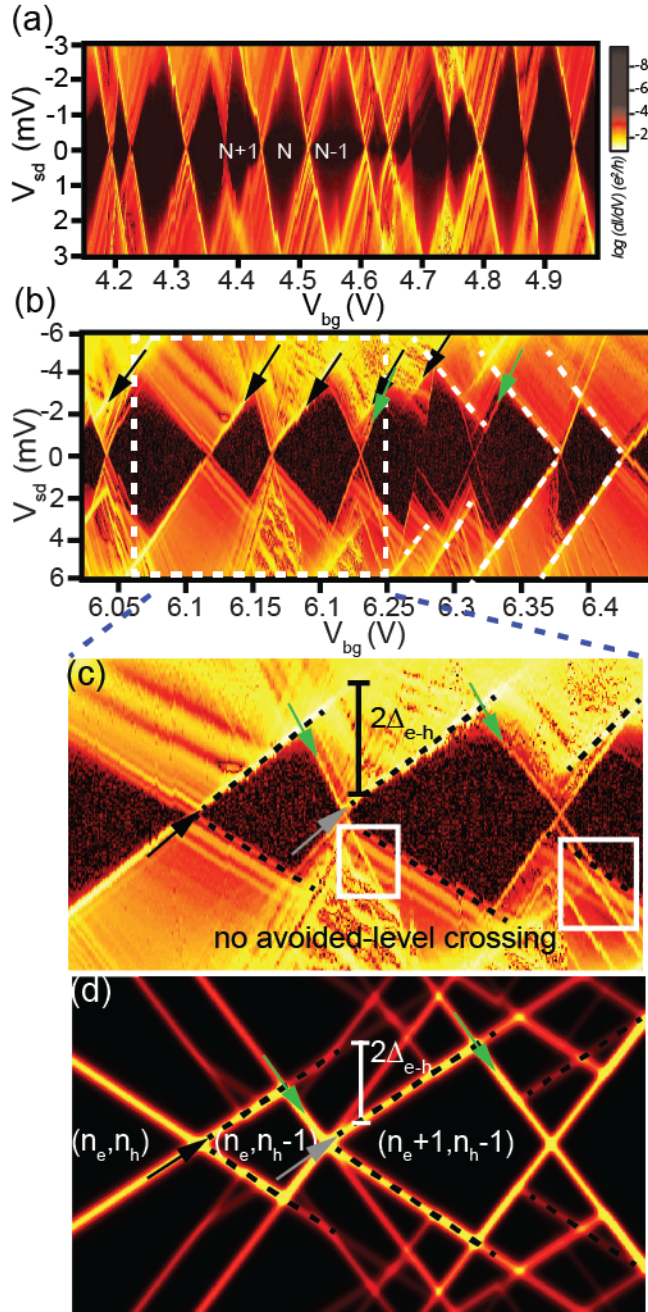 (a)
-3
-2
-1
0
1
2
3
V_sd (mV)
N+1 N N-1
4.2 4.3 4.4 4.5 4.6 4.7 4.8 4.9
V_bg (V)
-8
-6
-4
-2
log (dI/dV) (e²/h)
(b)
-6
-4
-2
0
2
4
6
V_sd (mV)
6.05 6.1 6.15 6.1 6.25 6.3 6.35 6.4
V_bg (V)
(c)
2Δ_e-h
no avoided-level crossing
(d)
2Δ_e-h
(n_e,n_h) (n_e,n_h-1) (n_e+1,n_h-1)